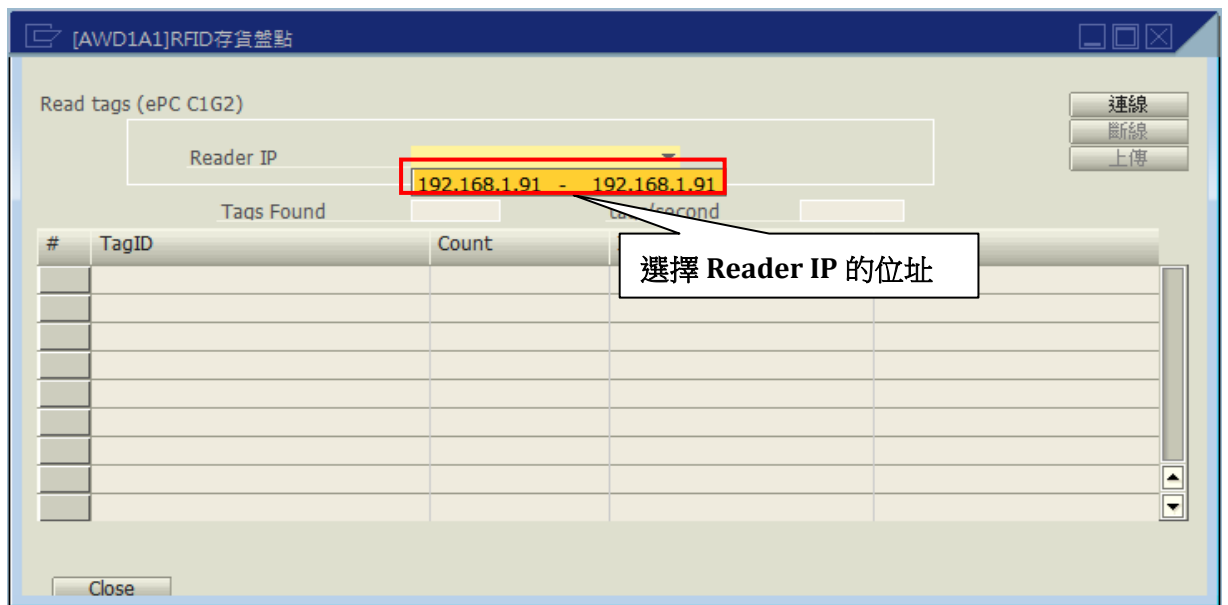 [AWD1A1]RFID存貨盤點
Read tags (ePC C1G2)
連線
斷線
上傳
Reader IP
192.168.1.91 - 192.168.1.91
Tags Found
# TagID Count
選擇 Reader IP 的位址
Close